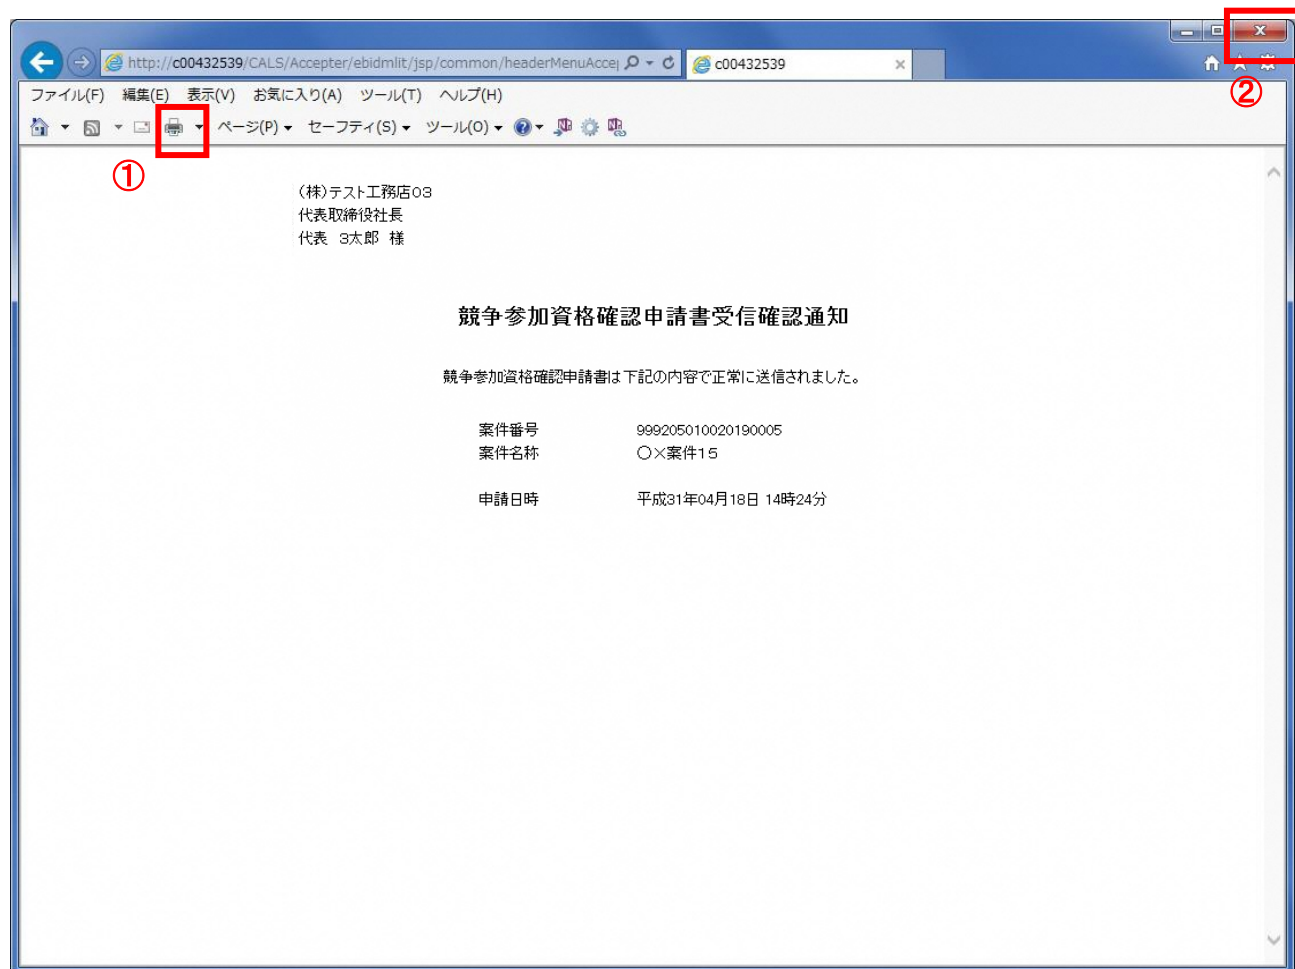 http://c00432539/CALS/Accepter/ebidmlit/jsp/common/headerMenuAcce
c00432539
ファイル(F) 編集(E) 表示(V) お気に入り(A) ツール(T) ヘルプ(H)
②
ページ(P) セーフティ(S) ツール(O)
①
(株)テスト工務店03
代表取締役社長
代表 3太郎 様
競争参加資格確認申請書受信確認通知
競争参加資格確認申請書は下記の内容で正常に送信されました。
案件番号 999205010020190005
案件名称 〇×案件15
申請日時 平成31年04月18日 14時24分